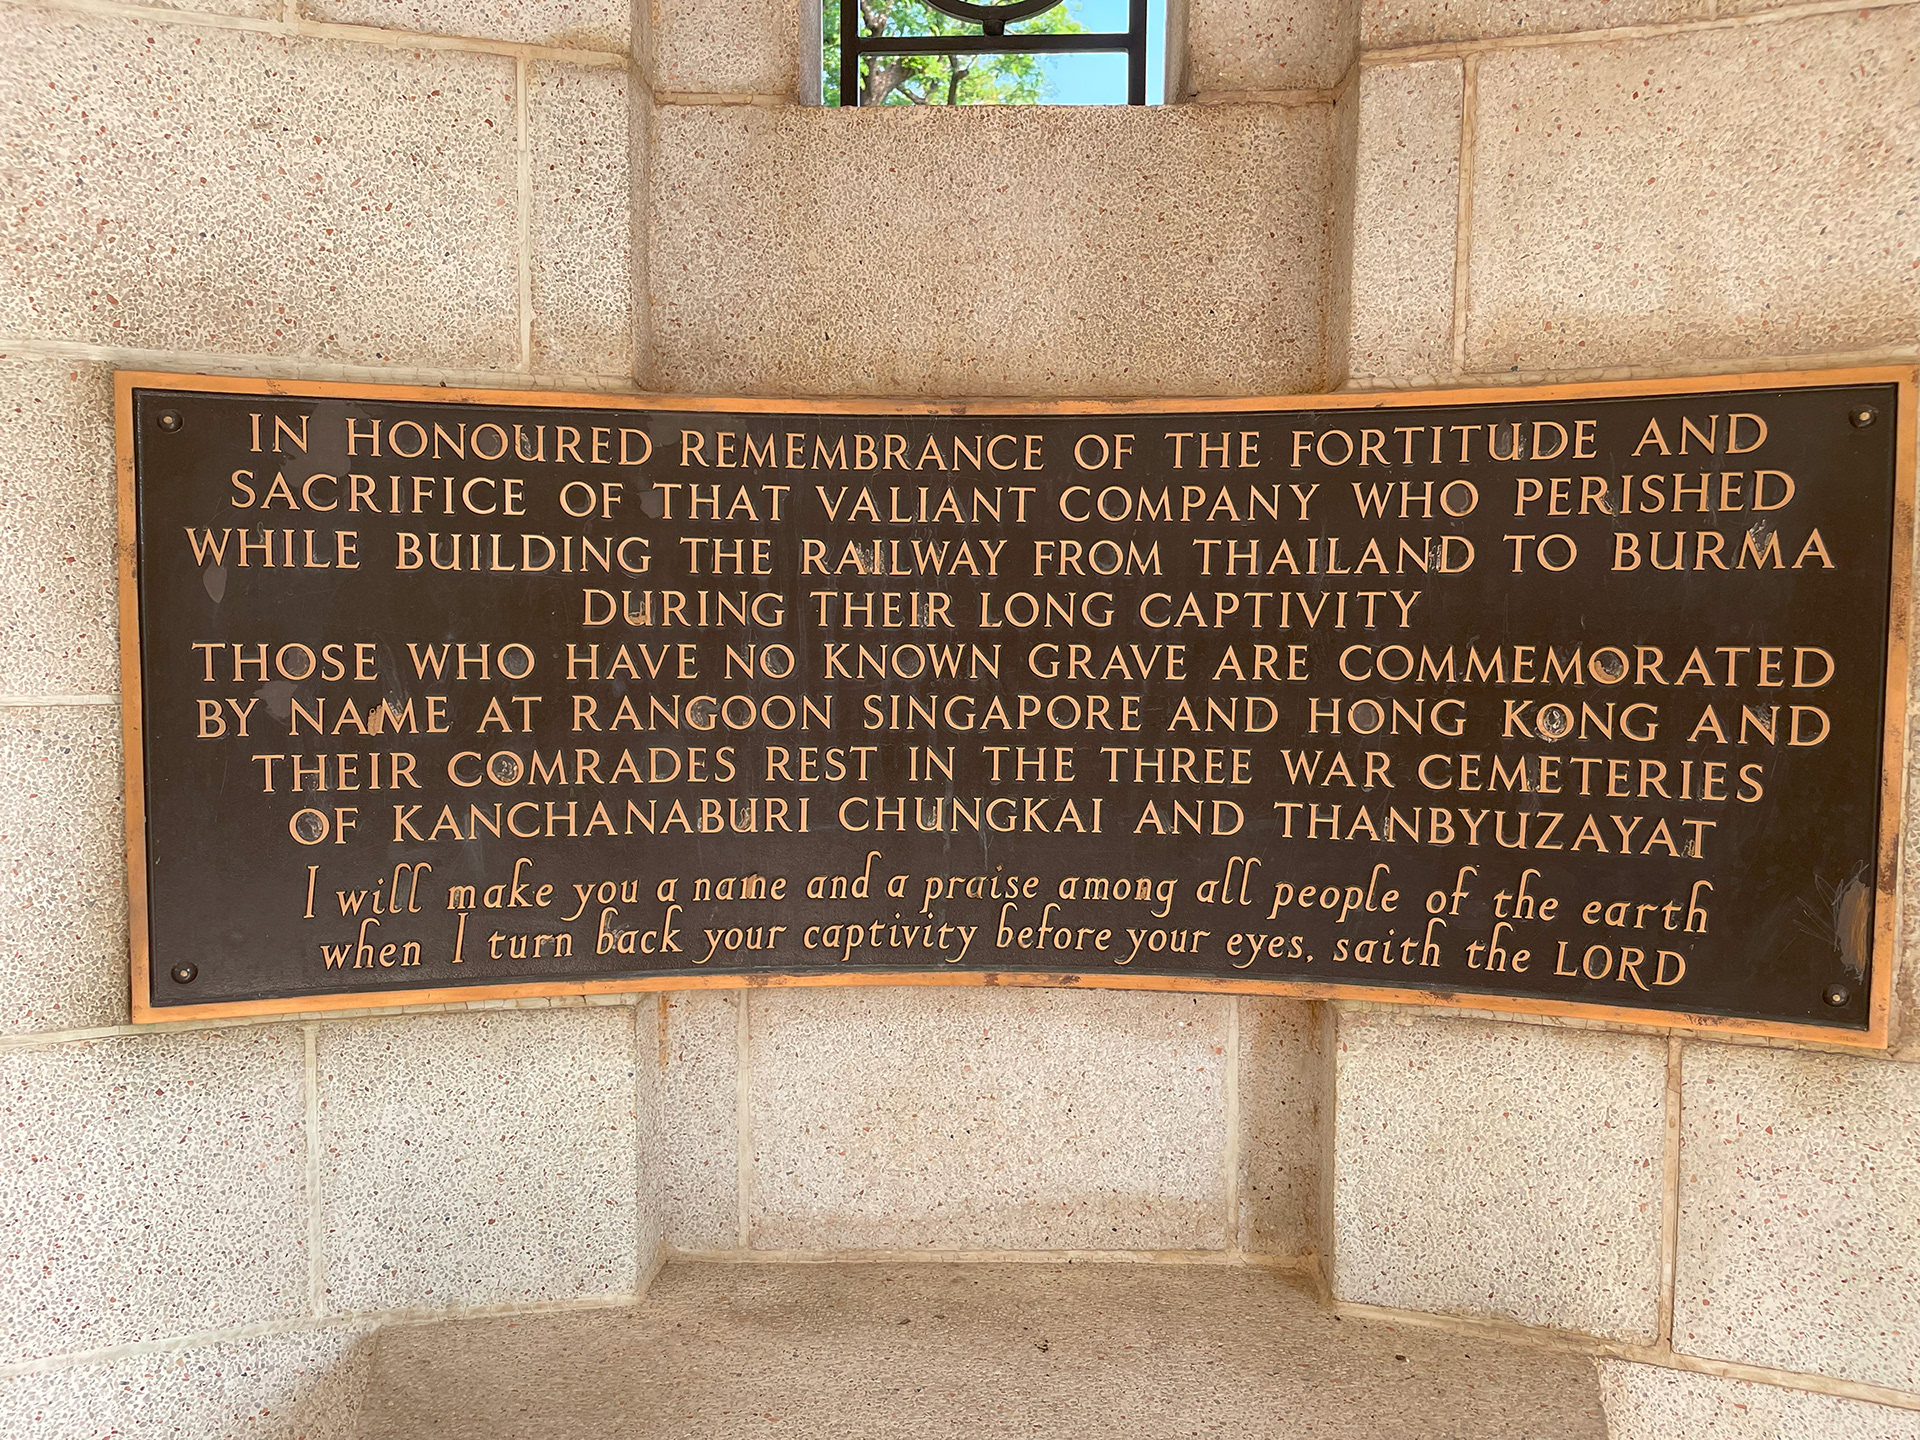 IN HONOURED REMEMBRANCE OF THE FORTITUDE AND
SACRIFICE OF THAT VALIANT COMPANY WHO PERISHED
WHILE BUILDING THE RAILWAY FROM THAILAND TO BURMA
DURING THEIR LONG CAPTIVITY
THOSE WHO HAVE NO KNOWN GRAVE ARE COMMEMORATED
BY NAME AT RANGOON SINGAPORE AND HONG KONG AND
THEIR COMRADES REST IN THE THREE WAR CEMETERIES
OF KANCHANABURI CHUNGKAI AND THANBYUZAYAT
I will make you a name and a praise among all people of the earth
when I turn back your captivity before your eyes, saith the LORD